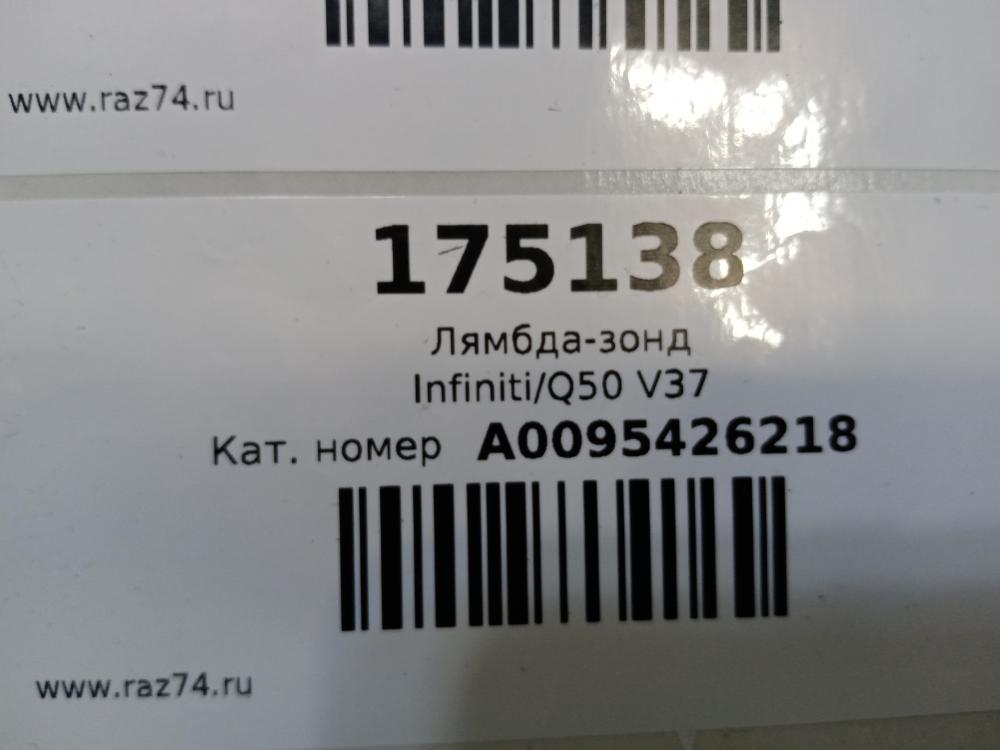 www.raz74.ru
175138
Лямбда-зонд
Infiniti/Q50 V37
Кат. номер A0095426218
www.raz74.ru